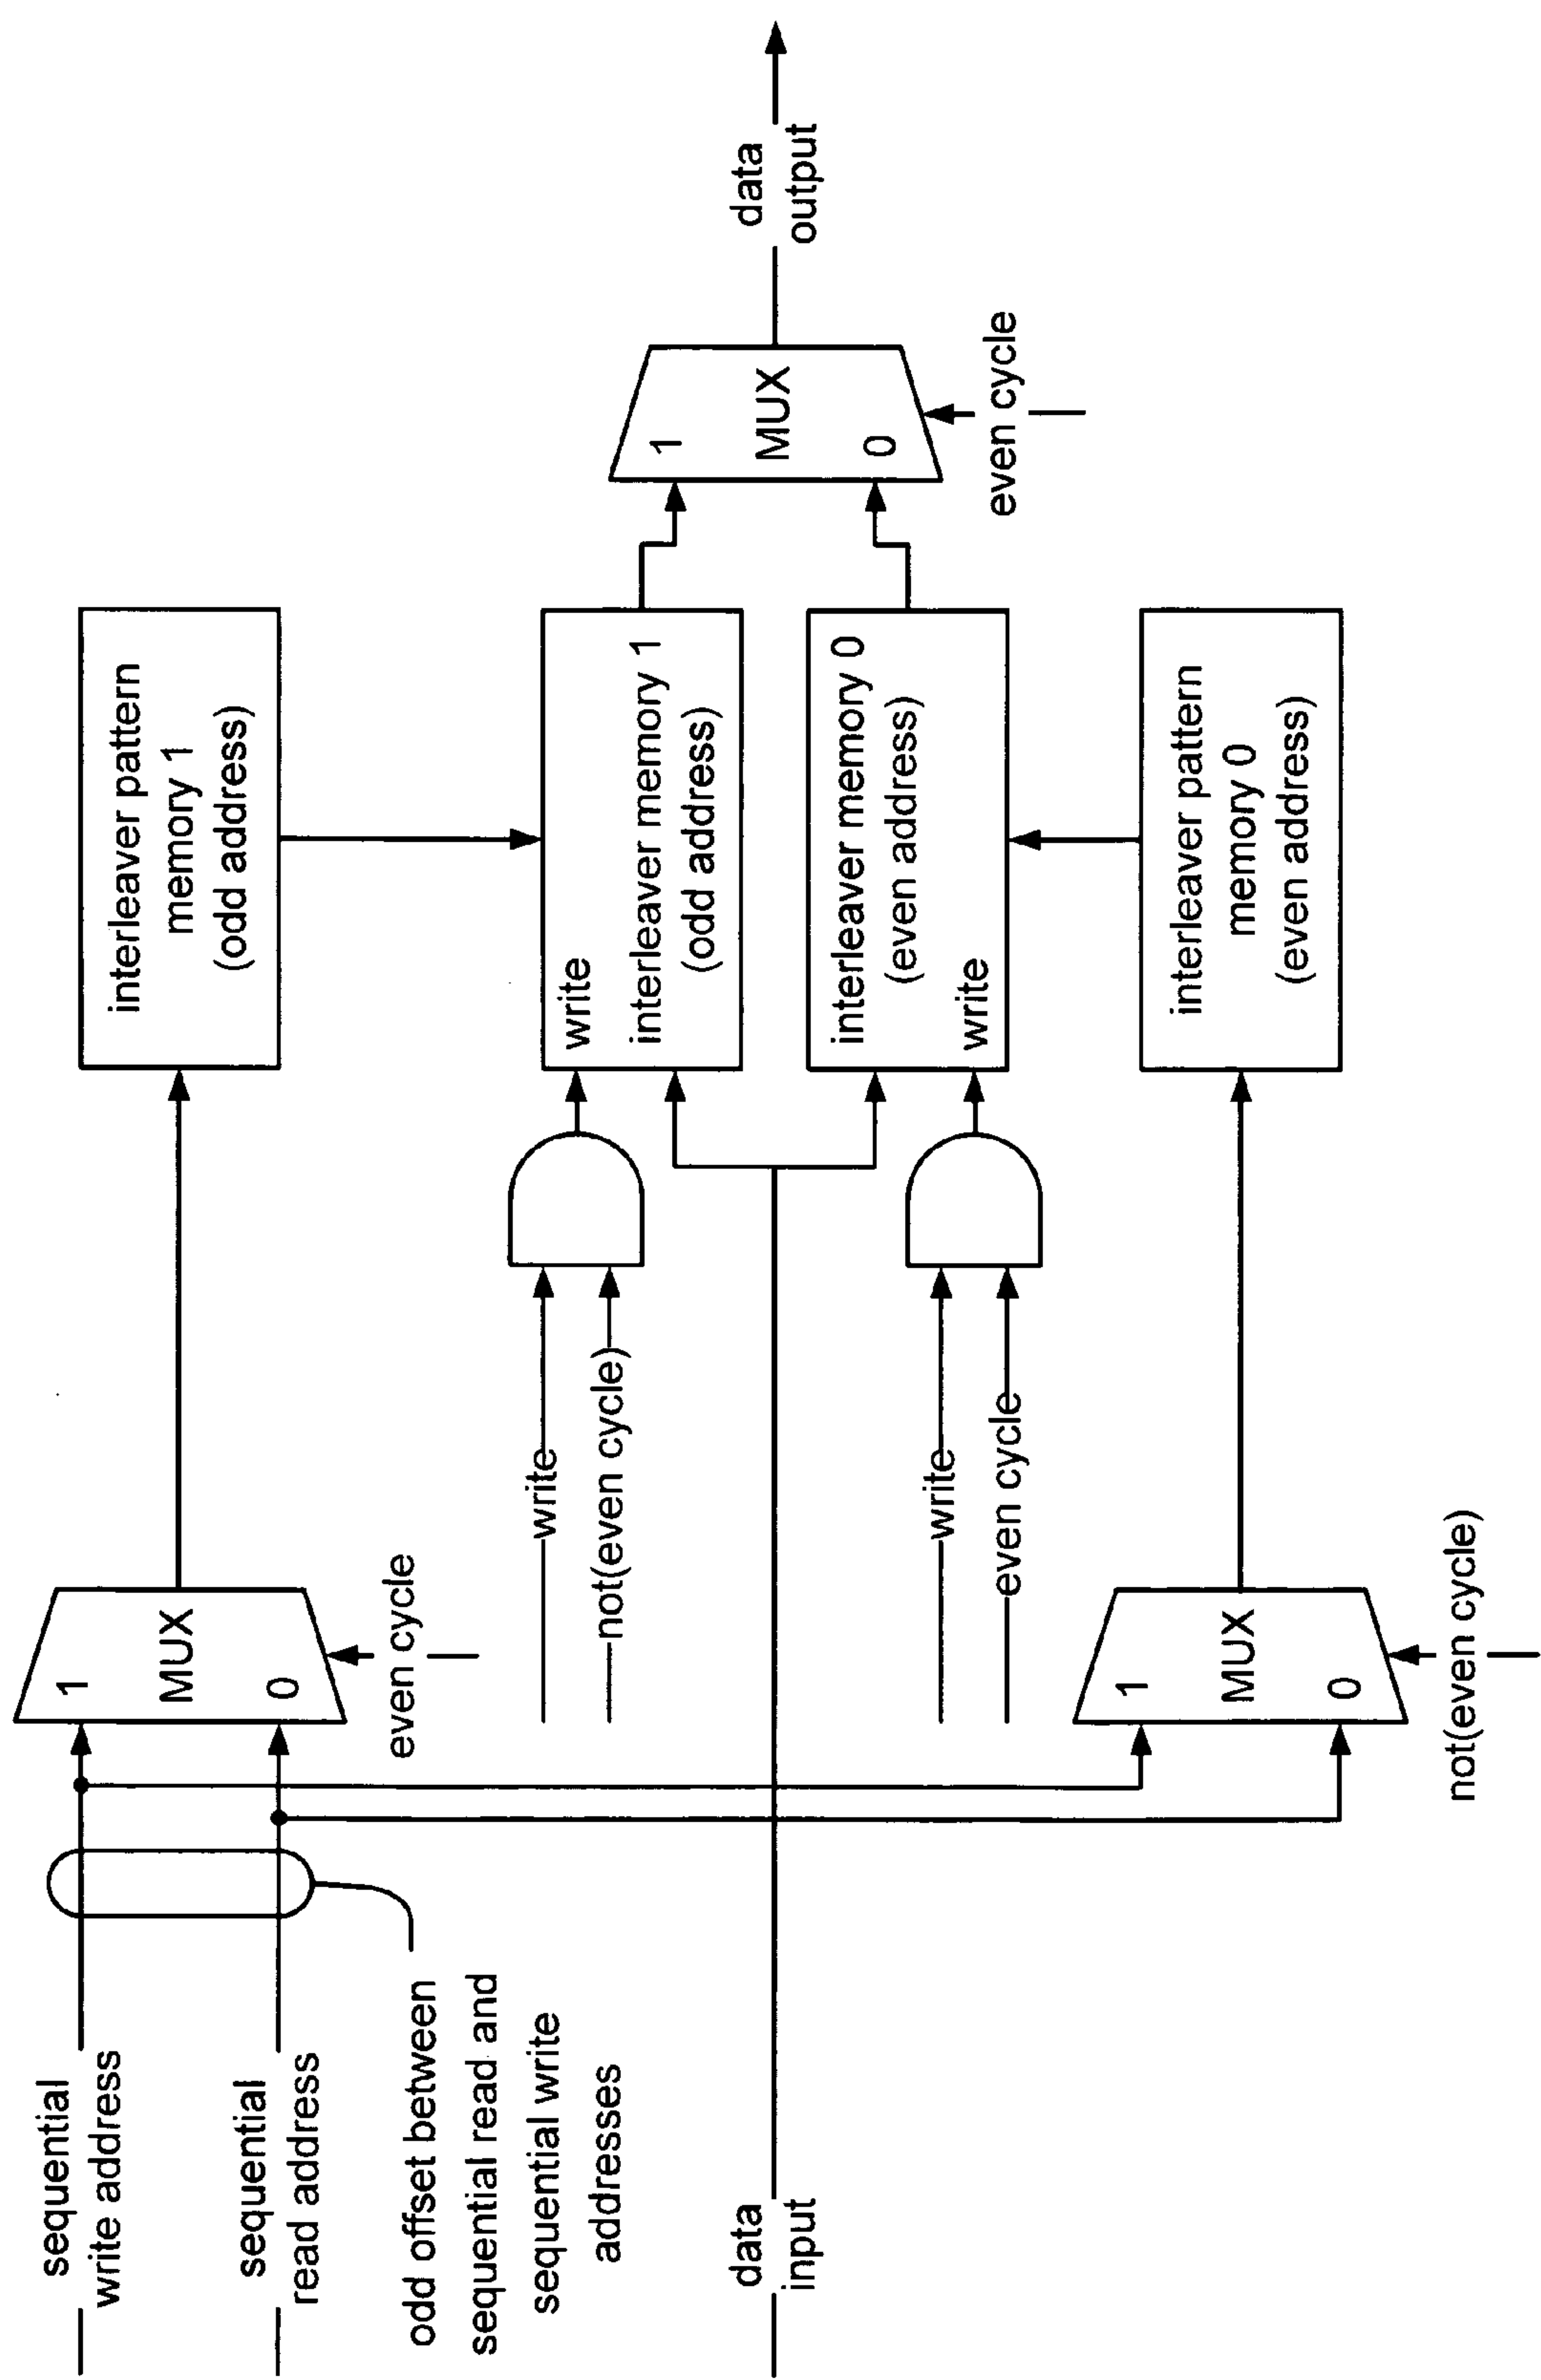 sequential
write address
sequential
read address
odd offset between
sequential read and
sequential write
addresses
data
input
1
MUX
0
even cycle
write
not(even cycle)
write
even cycle
1
MUX
0
not(even cycle)
interleaver pattern
memory 1
(odd address)
write
interleaver memory 1
(odd address)
interleaver memory 0
(even address)
write
interleaver pattern
memory 0
(even address)
1
MUX
0
even cycle
data
output